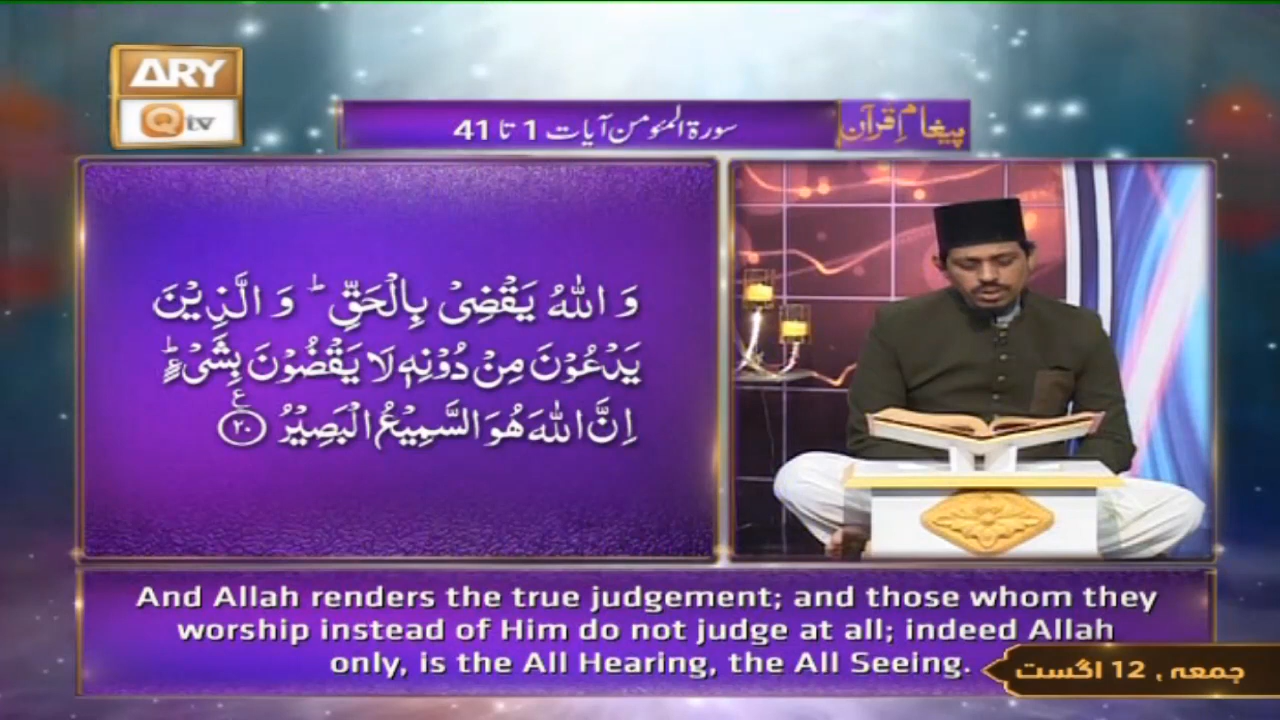 ARY
Qtv
پیغامِ قرآن
سورۃ المؤمن آیات 1 تا 41
وَ اللّٰهُ یَقْضِیْ بِالْحَقِّ ؕ وَ الَّذِیْنَ
یَدْعُوْنَ مِنْ دُوْنِهٖ لَا یَقْضُوْنَ بِشَیْءٍ ؕ
اِنَّ اللّٰهَ هُوَ السَّمِیْعُ الْبَصِیْرُ ﴿۲۰﴾ ع
And Allah renders the true judgement; and those whom they
worship instead of Him do not judge at all; indeed Allah
only, is the All Hearing, the All Seeing.
جمعہ، 12 اگست